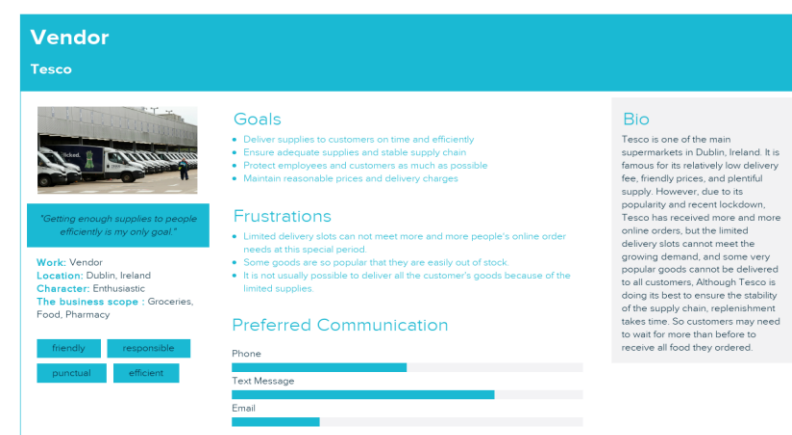 Vendor
Tesco
"Getting enough supplies to people
efficiently is my only goal."
Work: Vendor
Location: Dublin, Ireland
Character: Enthusiastic
The business scope : Groceries,
Food, Pharmacy
friendly responsible
punctual efficient
Goals
• Deliver supplies to customers on time and efficiently
• Ensure adequate supplies and stable supply chain
• Protect employees and customers as much as possible
• Maintain reasonable prices and delivery charges
Frustrations
• Limited delivery slots can not meet more and more people's online order
needs at this special period.
• Some goods are so popular that they are easily out of stock.
• It is not usually possible to deliver all the customer's goods because of the
limited supplies.
Preferred Communication
Phone
Text Message
Email
Bio
Tesco is one of the main
supermarkets in Dublin, Ireland. It is
famous for its relatively low delivery
fee, friendly prices, and plentiful
supply. However, due to its
popularity and recent lockdown,
Tesco has received more and more
online orders, but the limited
delivery slots cannot meet the
growing demand, and some very
popular goods cannot be delivered
to all customers, Although Tesco is
doing its best to ensure the stability
of the supply chain, replenishment
takes time. So customers may need
to wait for more than before to
receive all food they ordered.